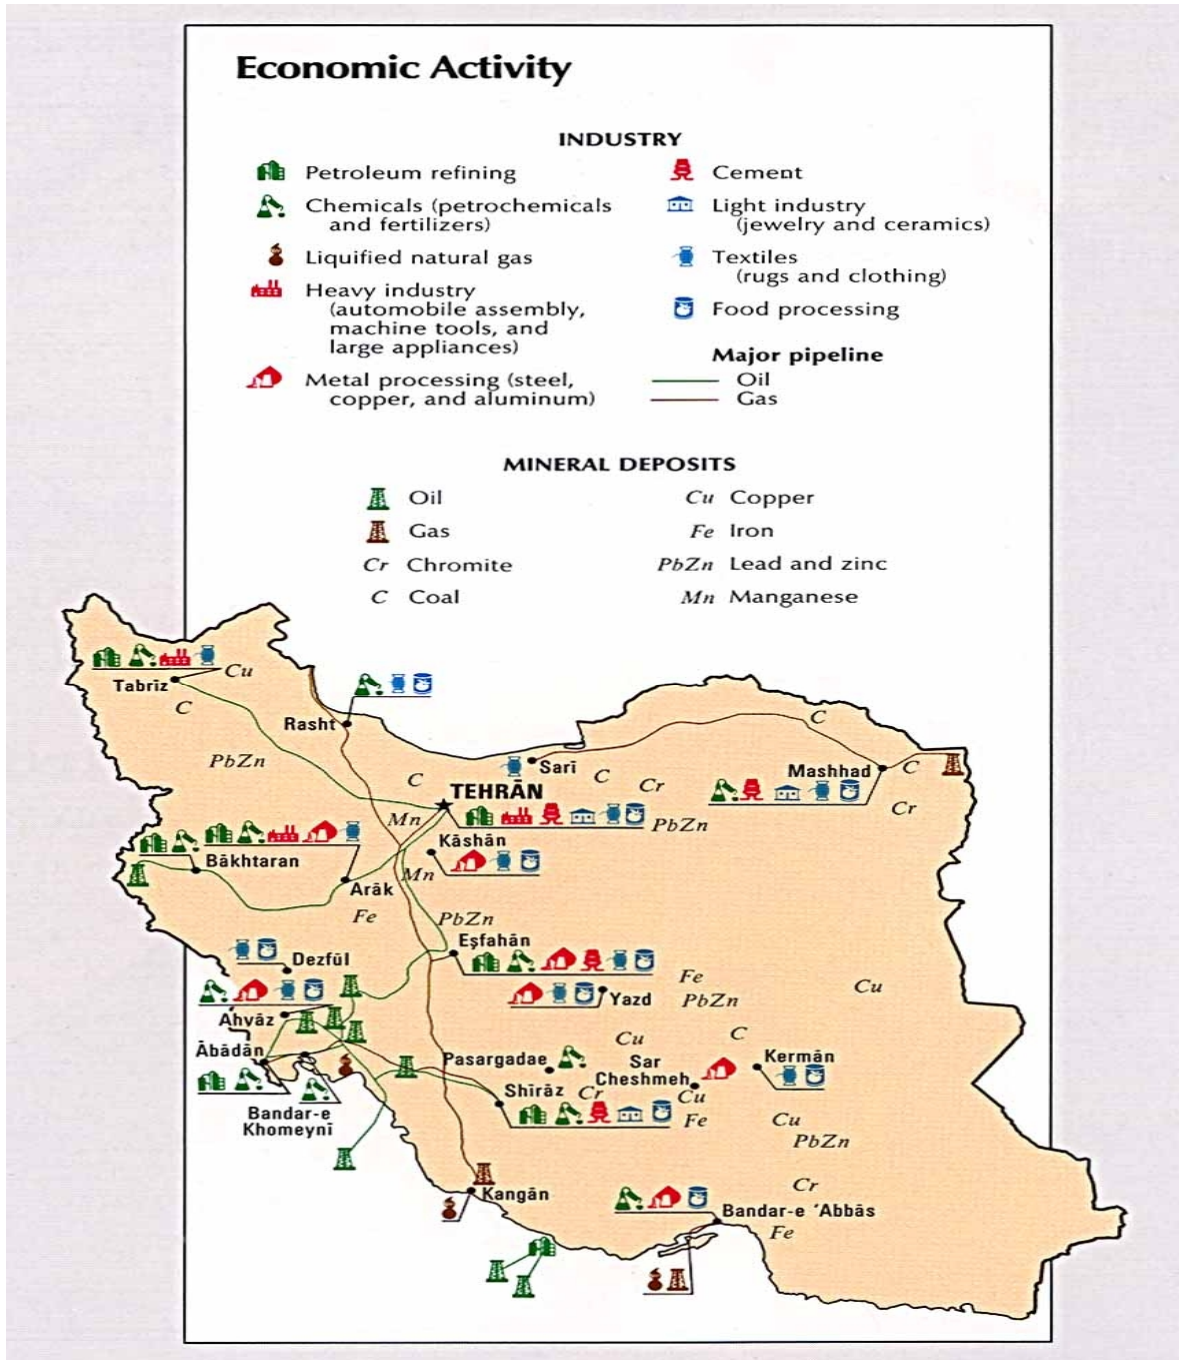 Economic Activity
INDUSTRY
Petroleum refining
Chemicals (petrochemicals
and fertilizers)
Liquified natural gas
Heavy industry
(automobile assembly,
machine tools, and
large appliances)
Metal processing (steel,
copper, and aluminum)
Cement
Light industry
(jewelry and ceramics)
Textiles
(rugs and clothing)
Food processing
Major pipeline
Oil
Gas
MINERAL DEPOSITS
Oil
Gas
Cr Chromite
C Coal
Cu Copper
Fe Iron
PbZn Lead and zinc
Mn Manganese
Cu
Tabrīz
C
Rasht
C
PbZn
Sarī
Mashhad
C
C
C
Cr
TEHRĀN
Cr
Mn
PbZn
Kāshān
Bākhtaran
Mn
Arāk
Fe
PbZn
Eşfahān
Dezfūl
Fe
Cu
Yazd
PbZn
Ahvāz
Cu
C
Ābādān
Pasargadae
Sar
Cheshmeh
Kermān
Shīrāz
Cr
Cu
Bandar-e
Khomeynī
Fe
Cu
PbZn
Kangān
Cr
Bandar-e ʻAbbās
Fe